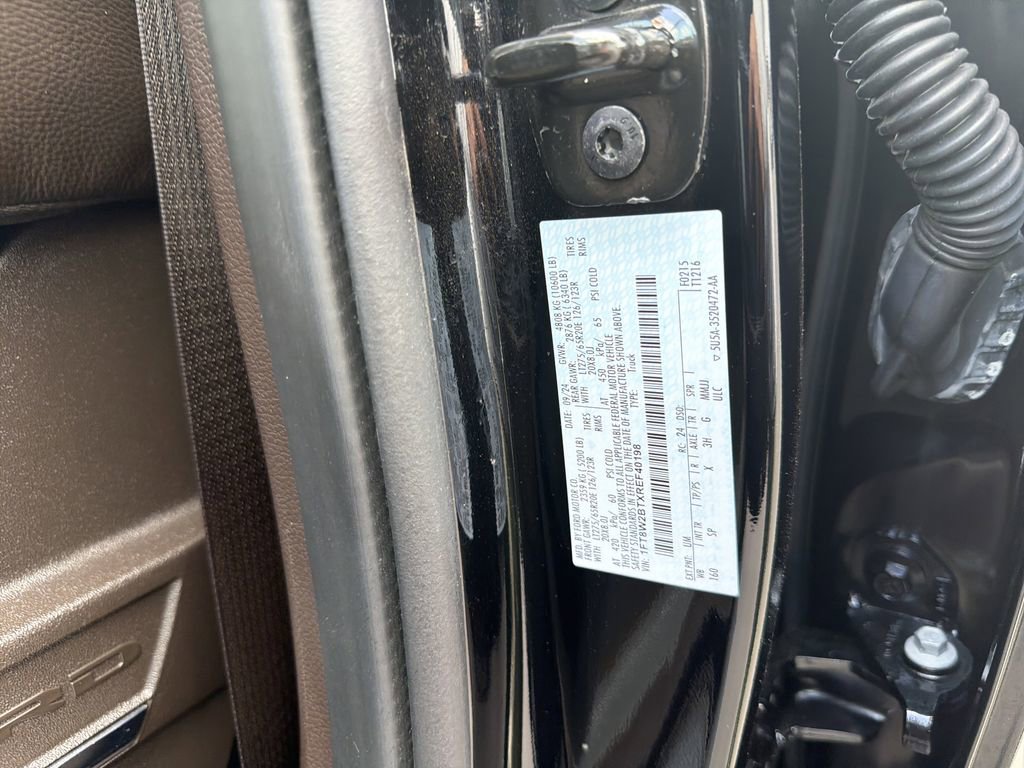 MFD. BY FORD MOTOR CO. DATE: 09/24 GVWR: 4808 KG (10600 LB)
FRONT GAWR: 2359 KG (5200 LB) REAR GAWR: 2876 KG (6340 LB)
WITH LT275/65R20E 126/123R TIRES WITH LT275/65R20E 126/123R TIRES
20X8.0J RIMS 20X8.0J RIMS
AT 420 kPa/ 60 PSI COLD AT 450 kPa/ 65 PSI COLD
THIS VEHICLE CONFORMS TO ALL APPLICABLE FEDERAL MOTOR VEHICLE
SAFETY STANDARDS IN EFFECT ON THE DATE OF MANUFACTURE SHOWN ABOVE.
VIN: 1FT8W2BTXREF40198 TYPE: Truck
F0215
T1216
EXT PNT: UM RC: 24 DSO:
WB INT TR TP/PS R AXLE TR SPR
160 SP X 3H G MMJJ
ULC 5U5A-3520472-AA